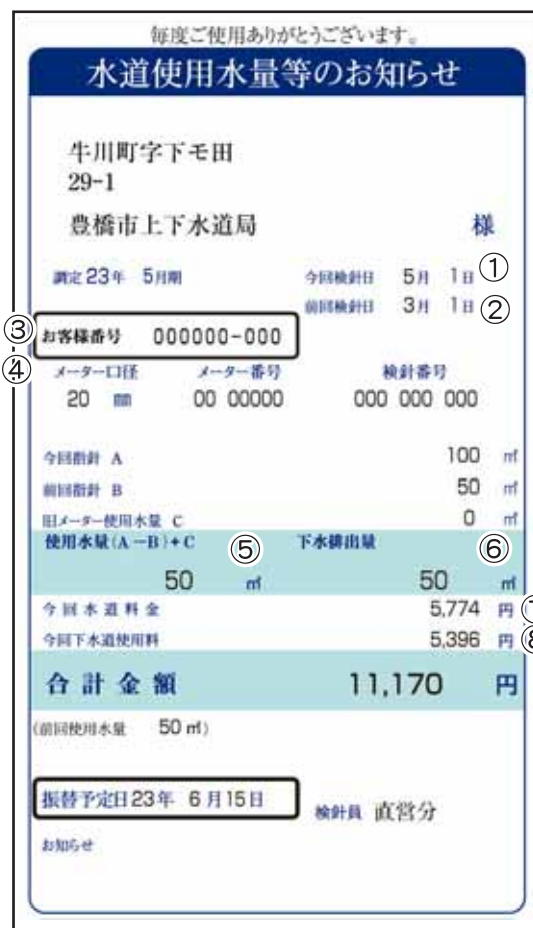 毎度ご使用ありがとうございます。
水道使用水量等のお知らせ
牛川町字下モ田
29-1
豊橋市上下水道局 様
調定23年 5月期 今回検針日 5月 1日 ①
前回検針日 3月 1日 ②
③ お客様番号 000000-000
④ メーター口径 メーター番号 検針番号
20 ㎜ 00 00000 000 000 000
今回指針 A 100 ㎥
前回指針 B 50 ㎥
旧メーター使用水量 C 0 ㎥
使用水量(A-B)+C ⑤ 下水排出量 ⑥
50 ㎥ 50 ㎥
今回水道料金 5,774 円 ⑦
今回下水道使用料 5,396 円 ⑧
合計金額 11,170 円
(前回使用水量 50 ㎥)
振替予定日23年 6月15日 検針員 直営分
お知らせ